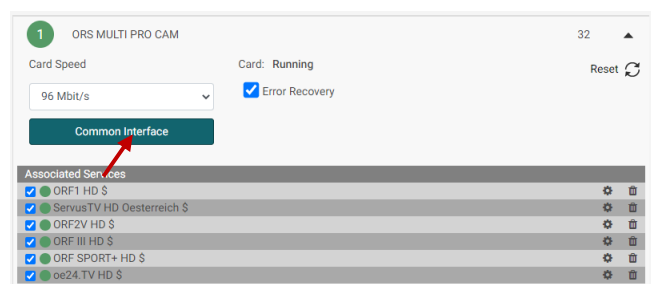 1 ORS MULTI PRO CAM 32
Card Speed Card: Running Reset
96 Mbit/s Error Recovery
Common Interface
Associated Services
ORF1 HD $
ServusTV HD Oesterreich $
ORF2V HD $
ORF III HD $
ORF SPORT+ HD $
oe24.TV HD $